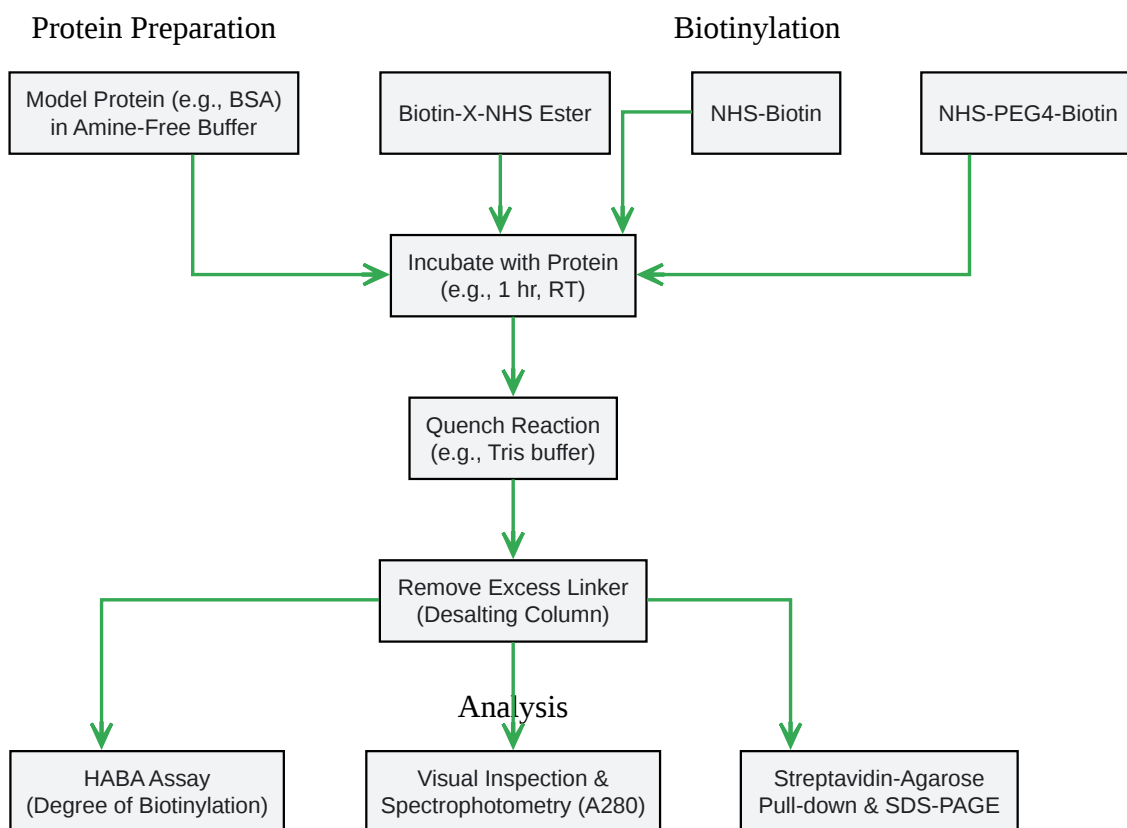 Protein Preparation
Biotinylation
Model Protein (e.g., BSA)
in Amine-Free Buffer
Biotin-X-NHS Ester
NHS-Biotin
NHS-PEG4-Biotin
Incubate with Protein
(e.g., 1 hr, RT)
Quench Reaction
(e.g., Tris buffer)
Remove Excess Linker
(Desalting Column)
Analysis
HABA Assay
(Degree of Biotinylation)
Visual Inspection &
Spectrophotometry (A280)
Streptavidin-Agarose
Pull-down & SDS-PAGE